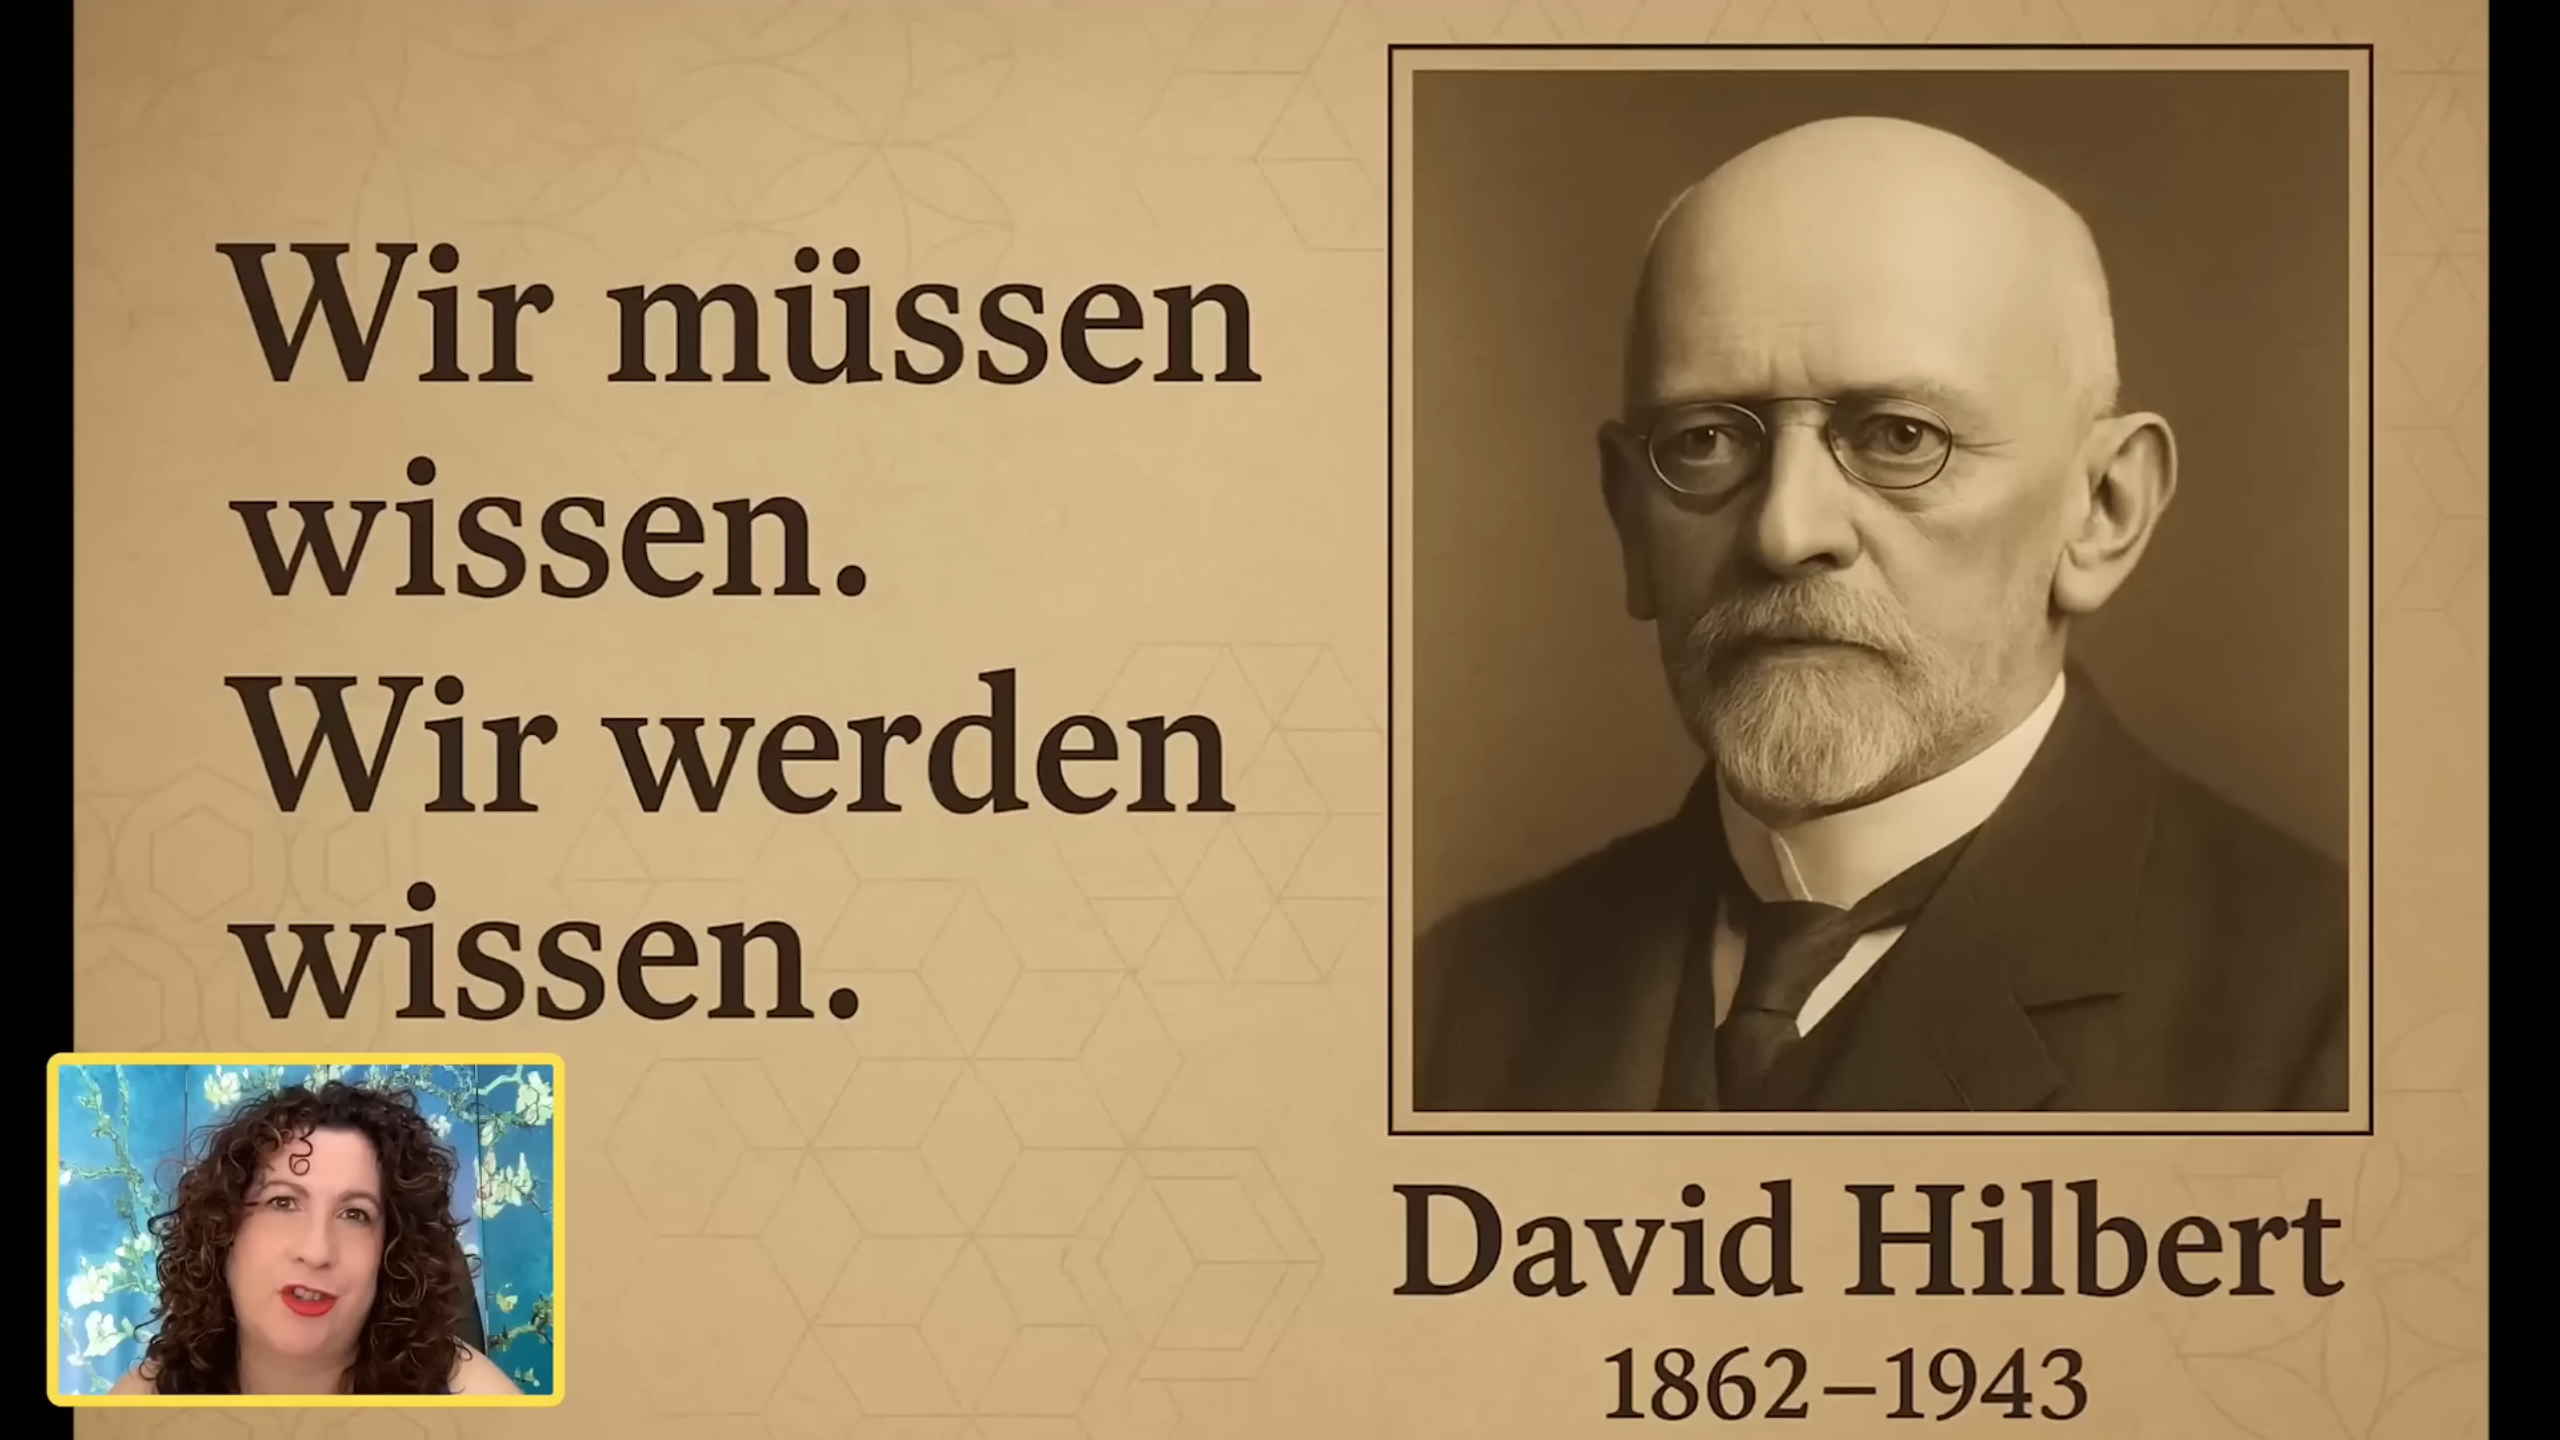 Wir müssen
wissen.
Wir werden
wissen.
David Hilbert
1862–1943